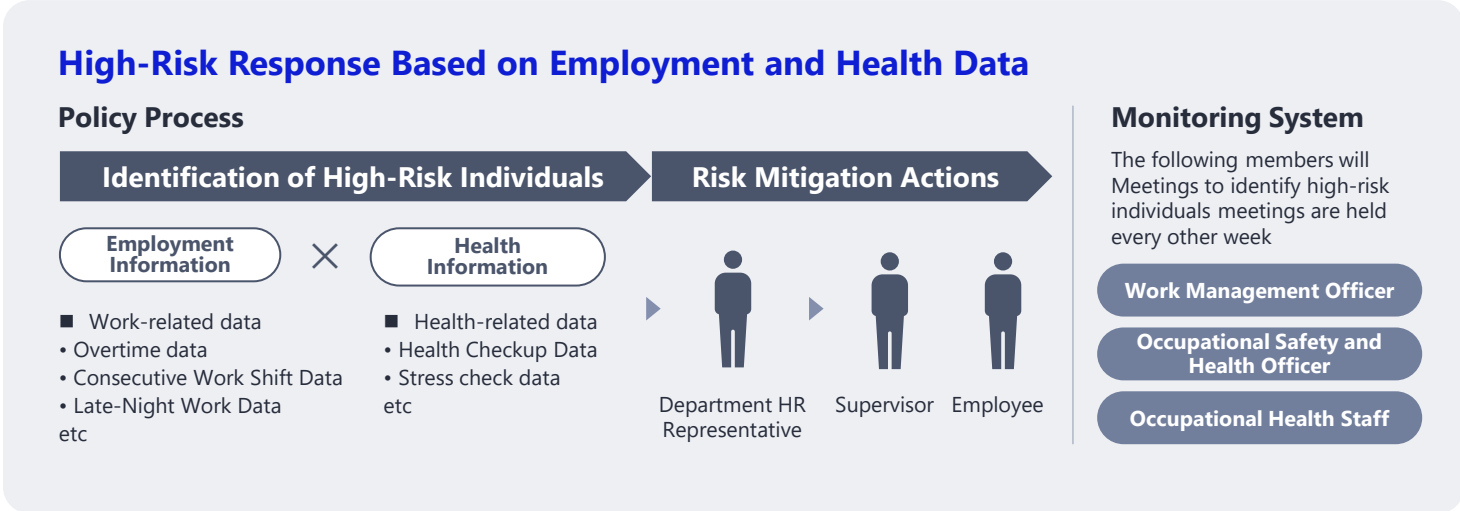 High-Risk Response Based on Employment and Health Data
Policy Process
Identification of High-Risk Individuals
Risk Mitigation Actions
Employment
Information
Health
Information
■ Work-related data
• Overtime data
• Consecutive Work Shift Data
• Late-Night Work Data
etc
■ Health-related data
• Health Checkup Data
• Stress check data
etc
Department HR
Representative
Supervisor
Employee
Monitoring System
The following members will
Meetings to identify high-risk
individuals meetings are held
every other week
Work Management Officer
Occupational Safety and
Health Officer
Occupational Health Staff